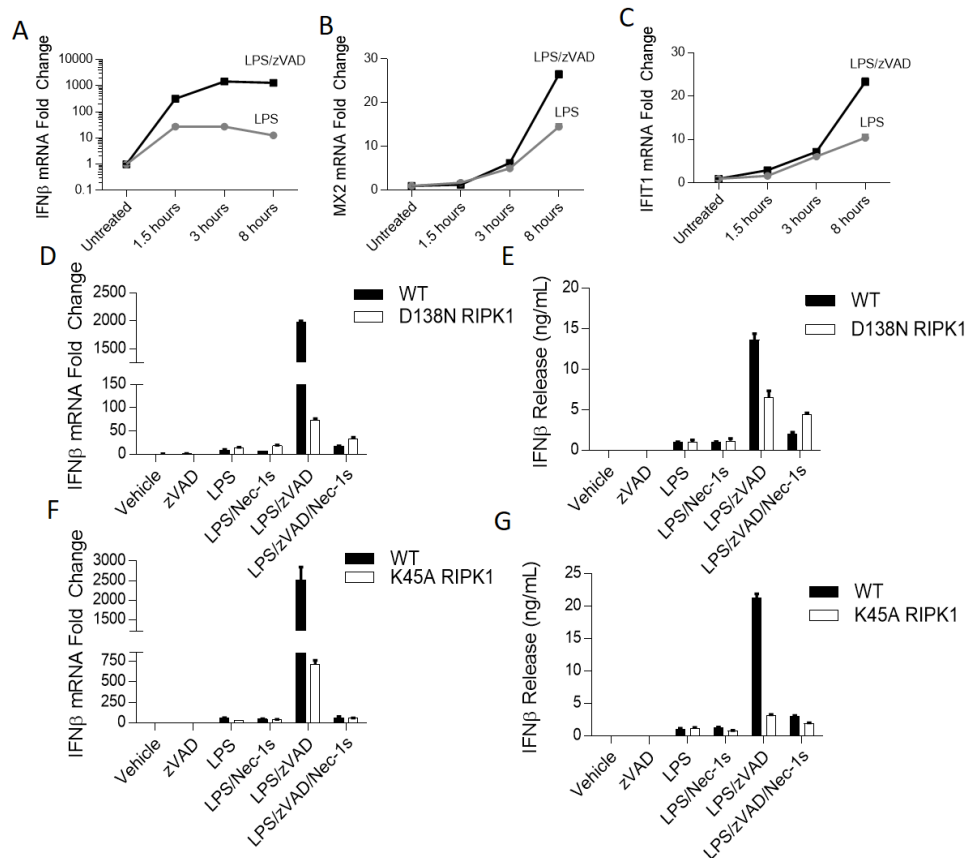 A
IFNβ mRNA Fold Change
10000
1000
100
10
1
0.1
LPS/zVAD
LPS
Untreated
1.5 hours
3 hours
8 hours
B
MX2 mRNA Fold Change
30
20
10
0
LPS/zVAD
LPS
Untreated
1.5 hours
3 hours
8 hours
C
IFIT1 mRNA Fold Change
30
20
10
0
LPS/zVAD
LPS
Untreated
1.5 hours
3 hours
8 hours
D
IFNβ mRNA Fold Change
2500
2000
1500
150
100
50
0
WT
D138N RIPK1
Vehicle
zVAD
LPS
LPS/Nec-1s
LPS/zVAD
LPS/zVAD/Nec-1s
E
IFNβ Release (ng/mL)
20
15
10
5
0
WT
D138N RIPK1
Vehicle
zVAD
LPS
LPS/Nec-1s
LPS/zVAD
LPS/zVAD/Nec-1s
F
IFNβ mRNA Fold Change
3000
2500
2000
1500
1000
750
500
250
0
WT
K45A RIPK1
Vehicle
zVAD
LPS
LPS/Nec-1s
LPS/zVAD
LPS/zVAD/Nec-1s
G
IFNβ Release (ng/mL)
25
20
15
10
5
0
WT
K45A RIPK1
Vehicle
zVAD
LPS
LPS/Nec-1s
LPS/zVAD
LPS/zVAD/Nec-1s